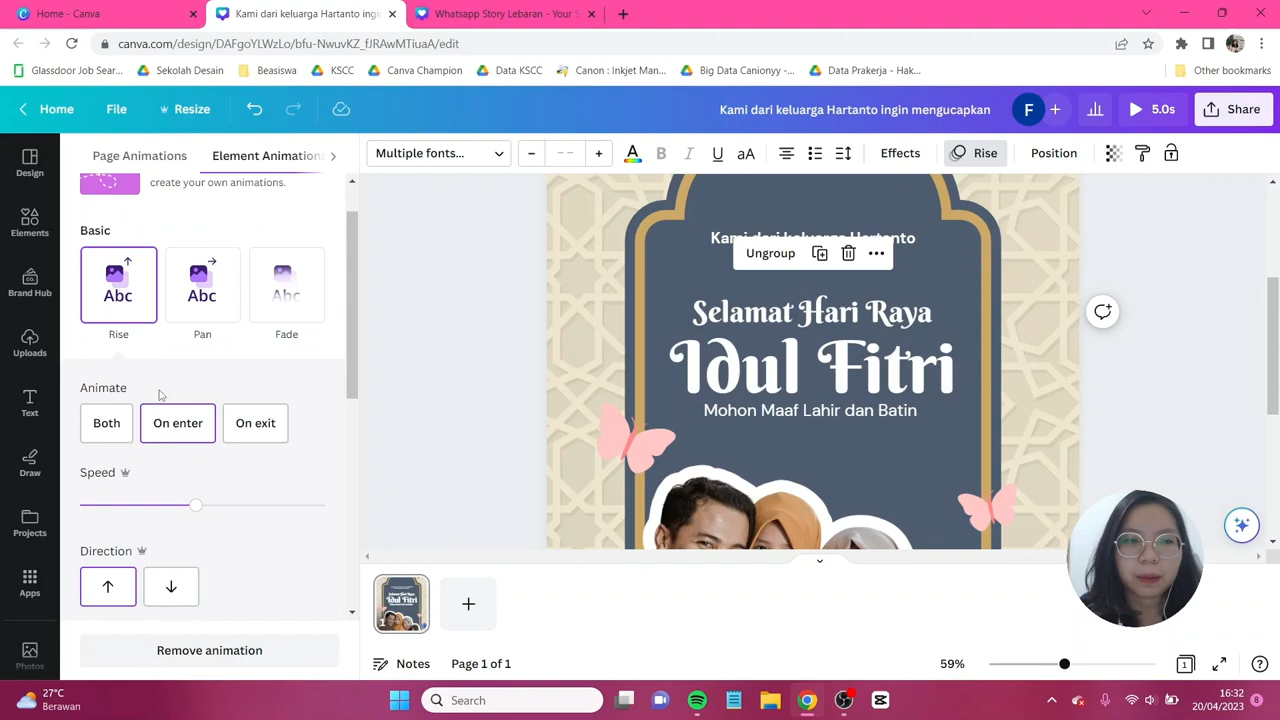 Home - Canva
Kami dari keluarga Hartanto ingin
Whatsapp Story Lebaran - Your S
canva.com/design/DAFgoYLWzLo/bfu-NwuvKZ_fJRAwMTiuaA/edit
Glassdoor Job Sear...
Sekolah Desain
Beasiswa
KSCC
Canva Champion
Data KSCC
Canon : Inkjet Man...
Big Data Canionyy -...
Data Prakerja - Hak...
Other bookmarks
Home
File
Resize
Kami dari keluarga Hartanto ingin mengucapkan
F
5.0s
Share
Design
Elements
Brand Hub
Uploads
Text
Draw
Projects
Apps
Photos
Page Animations
Element Animations
create your own animations.
Basic
Abc
Abc
Abc
Rise
Pan
Fade
Animate
Both
On enter
On exit
Speed
Direction
Remove animation
Multiple fonts...
B
I
U
aA
Effects
Rise
Position
Kami dari keluarga Hartanto
Ungroup
Selamat Hari Raya
Idul Fitri
Mohon Maaf Lahir dan Batin
1
Notes
Page 1 of 1
59%
1
27°C
Berawan
Search
16:32
20/04/2023
8